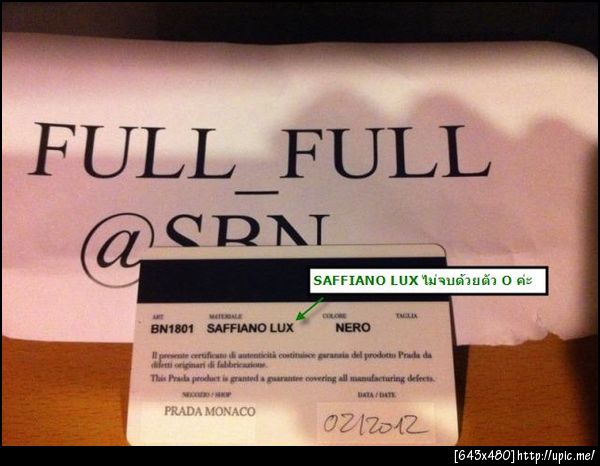 FULL_FULL
@SBN
SAFFIANO LUX ไม่จบด้วยตัว O ค่ะ
ART MATERIALE COLORE TAGLIA
BN1801 SAFFIANO LUX NERO
Il presente certificato di autenticità costituisce garanzia del prodotto Prada da
difetti originari di fabbricazione.
This Prada product is granted a guarantee covering all manufacturing defects.
NEGOZIO / SHOP DATA / DATE
PRADA MONACO 02/2012
[645x480]http://upic.me/